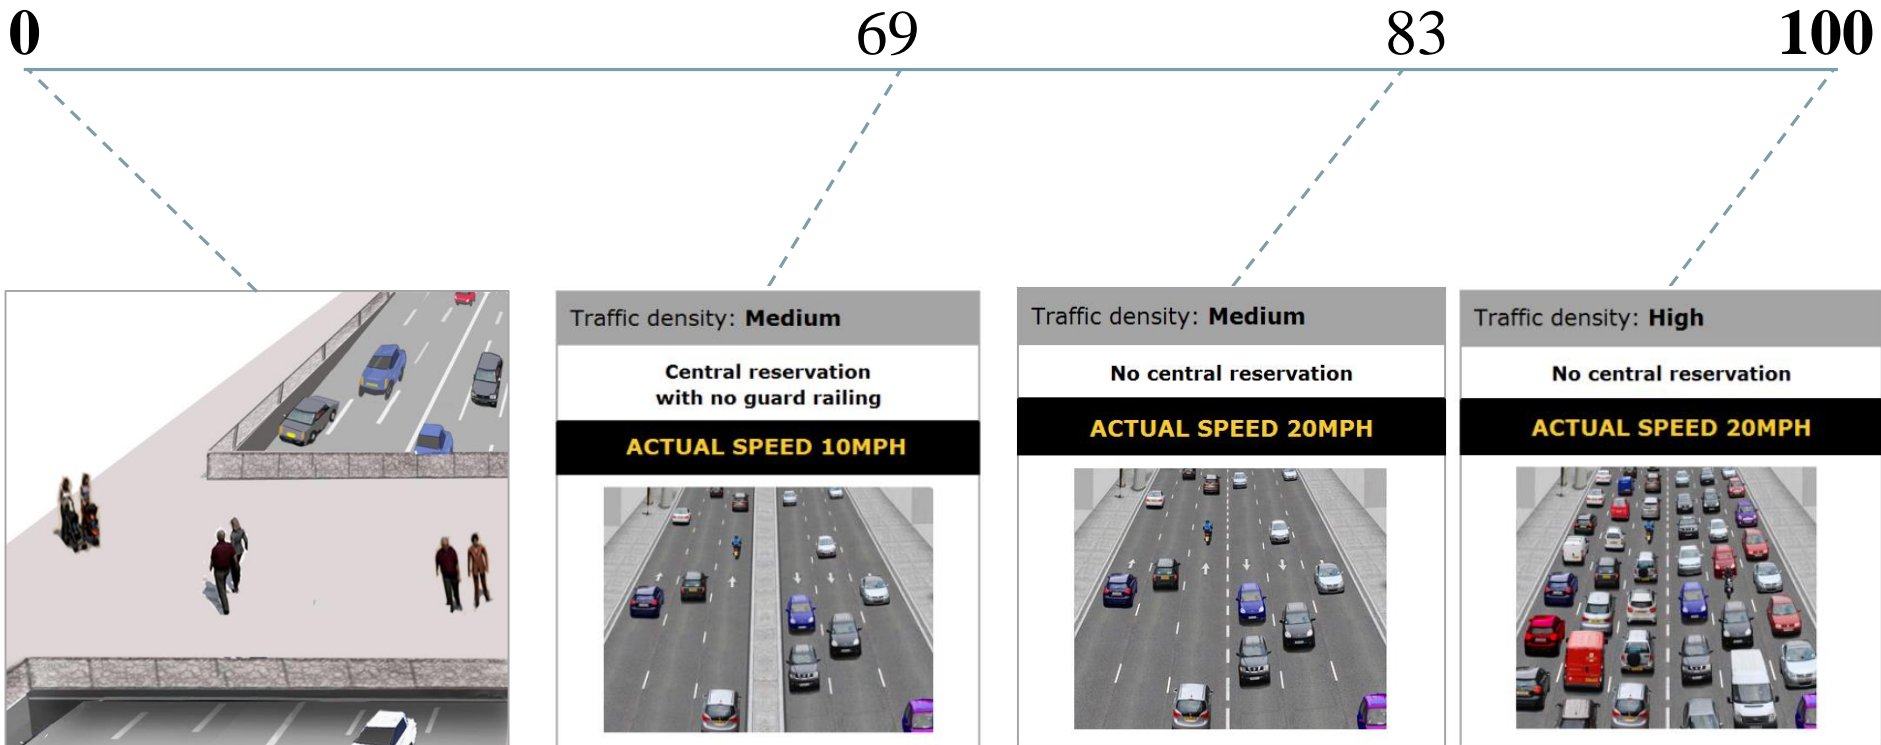 0 69 83 100
Traffic density: Medium
Central reservation
with no guard railing
ACTUAL SPEED 10MPH
Traffic density: Medium
No central reservation
ACTUAL SPEED 20MPH
Traffic density: High
No central reservation
ACTUAL SPEED 20MPH